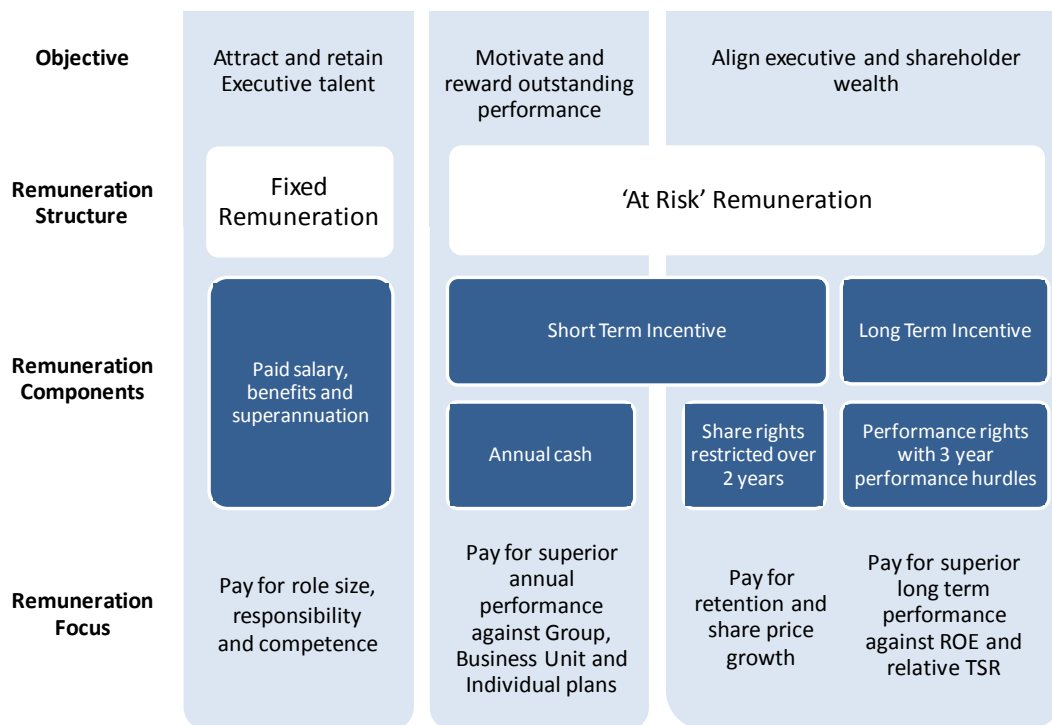 Objective
Attract and retain
Executive talent
Motivate and
reward outstanding
performance
Align executive and shareholder
wealth
Remuneration
Structure
Fixed
Remuneration
‘At Risk’ Remuneration
Remuneration
Components
Paid salary,
benefits and
superannuation
Short Term Incentive
Long Term Incentive
Annual cash
Share rights
restricted over
2 years
Performance rights
with 3 year
performance hurdles
Remuneration
Focus
Pay for role size,
responsibility
and competence
Pay for superior
annual
performance
against Group,
Business Unit and
Individual plans
Pay for
retention and
share price
growth
Pay for superior
long term
performance
against ROE and
relative TSR